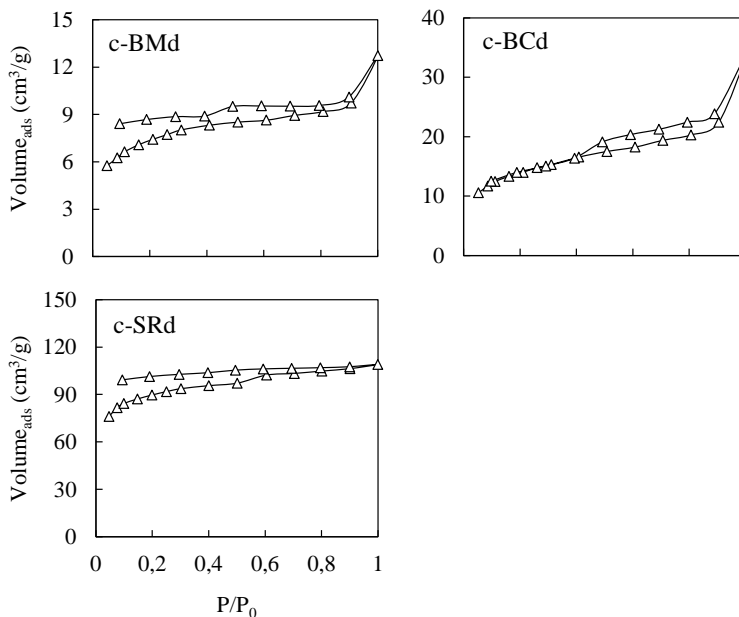 15
12
9
6
3
0
c-BMd
Volume_ads (cm³/g)
40
30
20
10
0
c-BCd
150
120
90
60
30
0
c-SRd
Volume_ads (cm³/g)
0 0,2 0,4 0,6 0,8 1
P/P₀